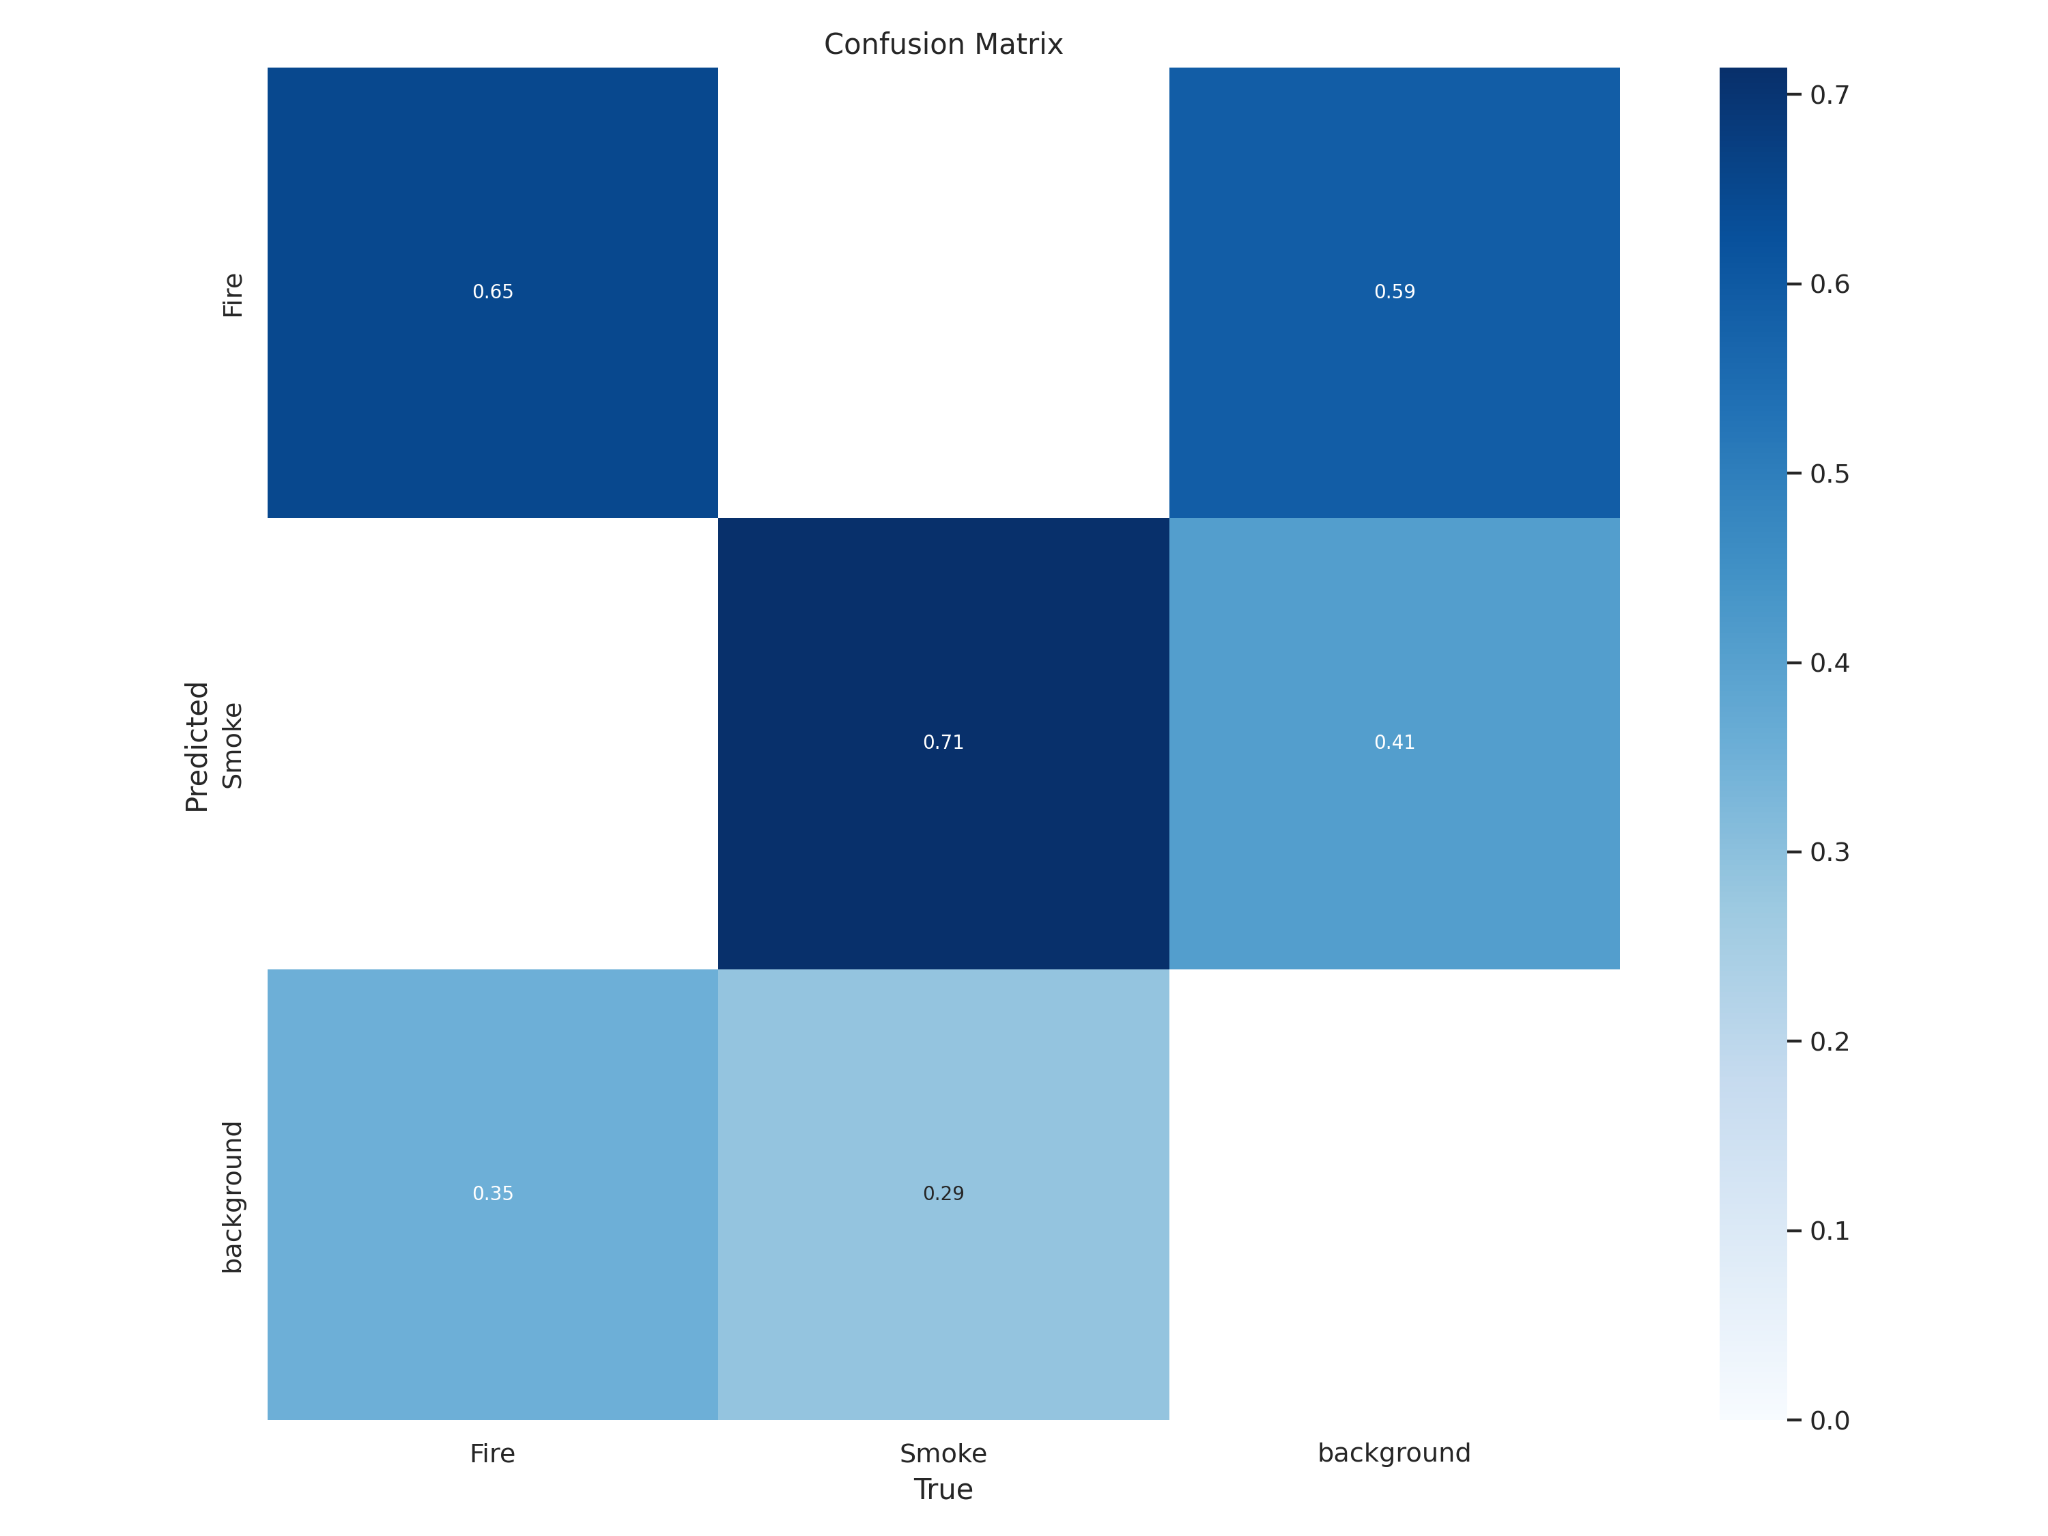 Confusion Matrix
Predicted
Fire
0.65
0.59
Smoke
0.71
0.41
background
0.35
0.29
Fire
Smoke
background
True
0.7
0.6
0.5
0.4
0.3
0.2
0.1
0.0